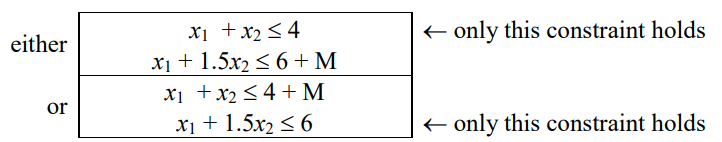 either
x₁ + x₂ ≤ 4 ← only this constraint holds
x₁ + 1.5x₂ ≤ 6 + M
or
x₁ + x₂ ≤ 4 + M
x₁ + 1.5x₂ ≤ 6 ← only this constraint holds